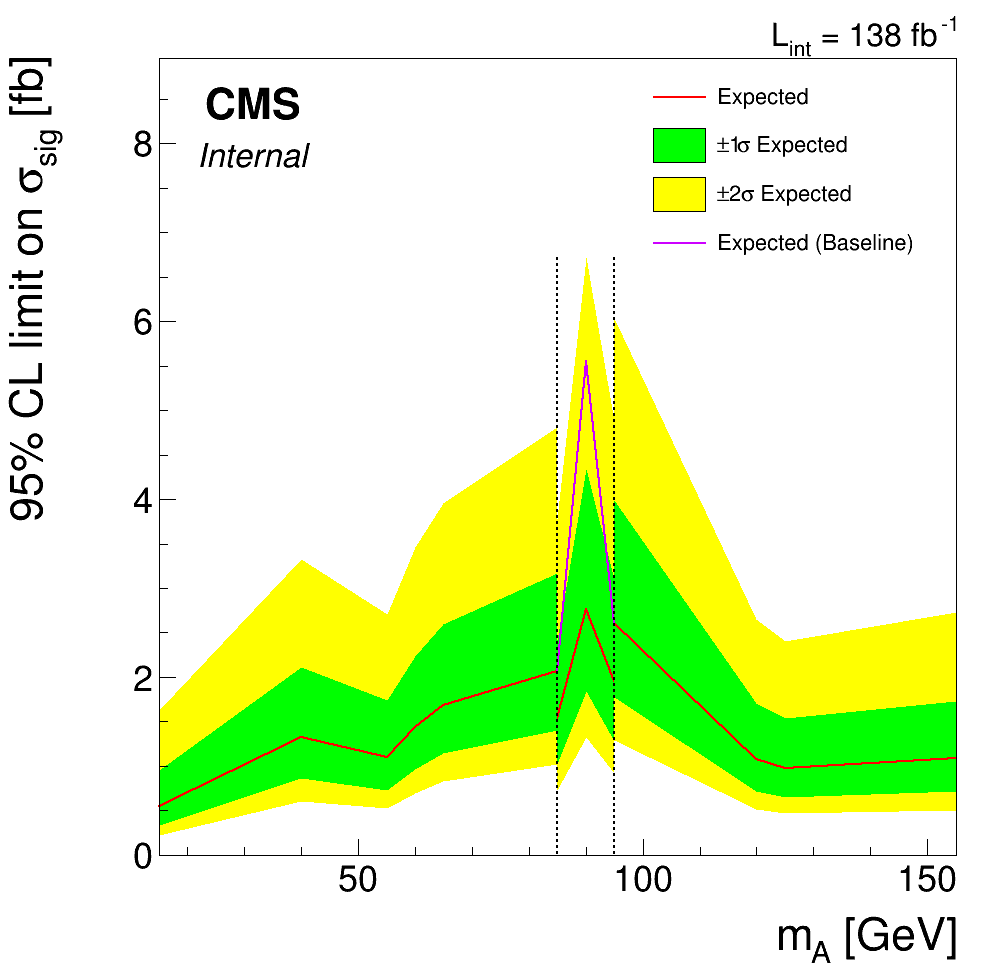 L_int = 138 fb^-1
95% CL limit on σ_sig [fb]
CMS
Internal
Expected
±1σ Expected
±2σ Expected
Expected (Baseline)
8
6
4
2
0
50 100 150
m_A [GeV]